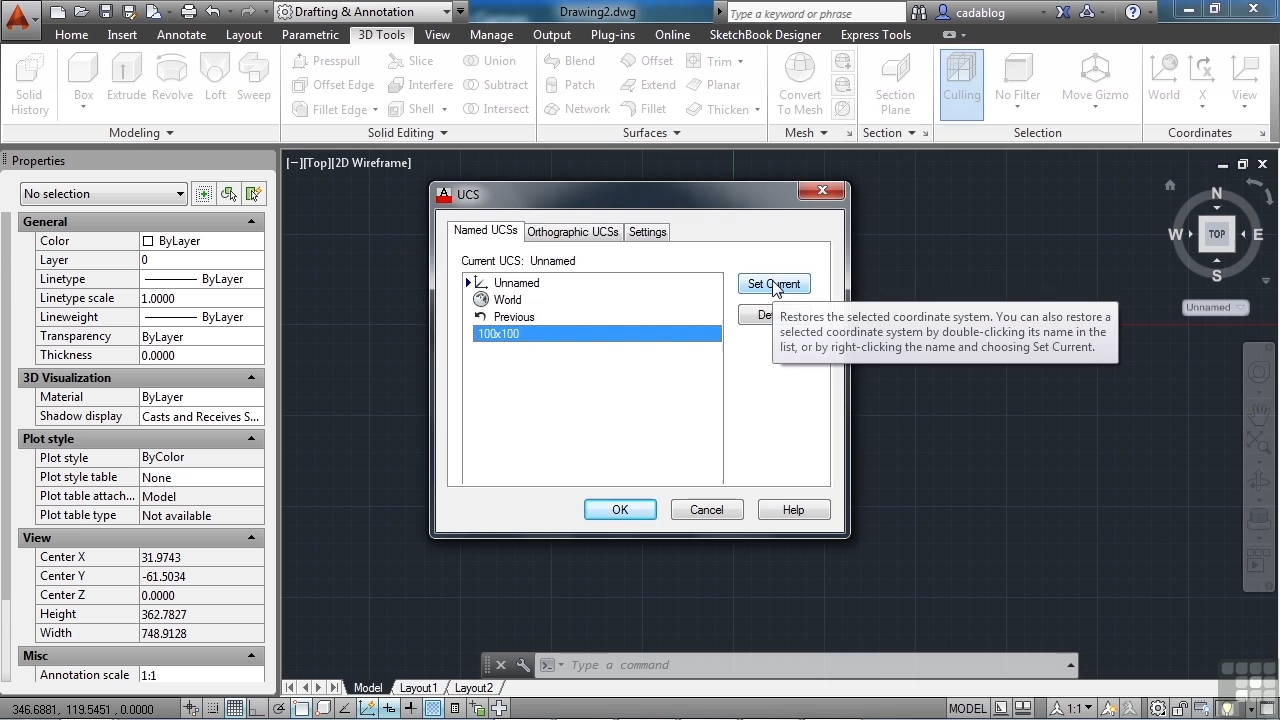 Drafting & Annotation Drawing2.dwg Type a keyword or phrase cadablog
Home Insert Annotate Layout Parametric 3D Tools View Manage Output Plug-ins Online SketchBook Designer Express Tools
Solid History Box Extrude Revolve Loft Sweep
Presspull Slice Union
Offset Edge Interfere Subtract
Fillet Edge Shell Intersect
Blend Offset Trim
Patch Extend Planar
Network Fillet Thicken
Convert To Mesh Section Plane Culling No Filter Move Gizmo World X View
Modeling Solid Editing Surfaces Mesh Section Selection Coordinates
Properties
No selection
General
Color ByLayer
Layer 0
Linetype ByLayer
Linetype scale 1.0000
Lineweight ByLayer
Transparency ByLayer
Thickness 0.0000
3D Visualization
Material ByLayer
Shadow display Casts and Receives S...
Plot style
Plot style ByColor
Plot style table None
Plot table attach... Model
Plot table type Not available
View
Center X 31.9743
Center Y -61.5034
Center Z 0.0000
Height 362.7827
Width 748.9128
Misc
Annotation scale 1:1
[−][Top][2D Wireframe]
UCS
Named UCSs Orthographic UCSs Settings
Current UCS: Unnamed
Unnamed
World
Previous
100x100
Set Current
De
Restores the selected coordinate system. You can also restore a
selected coordinate system by double-clicking its name in the
list, or by right-clicking the name and choosing Set Current.
OK Cancel Help
N
W TOP E
S
Unnamed
Type a command
Model Layout1 Layout2
346.6881, 119.5451, 0.0000 MODEL 1:1